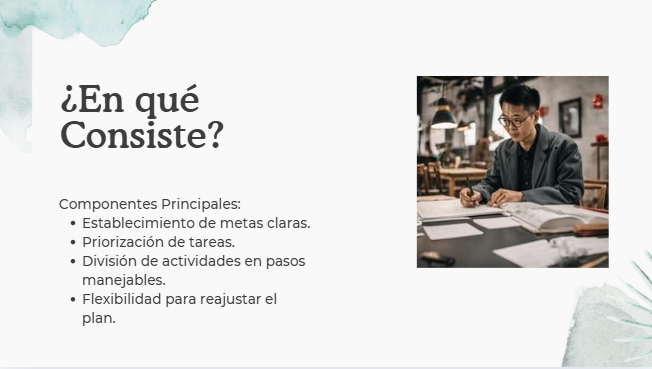 ¿En qué
Consiste?
Componentes Principales:
• Establecimiento de metas claras.
• Priorización de tareas.
• División de actividades en pasos
manejables.
• Flexibilidad para reajustar el
plan.